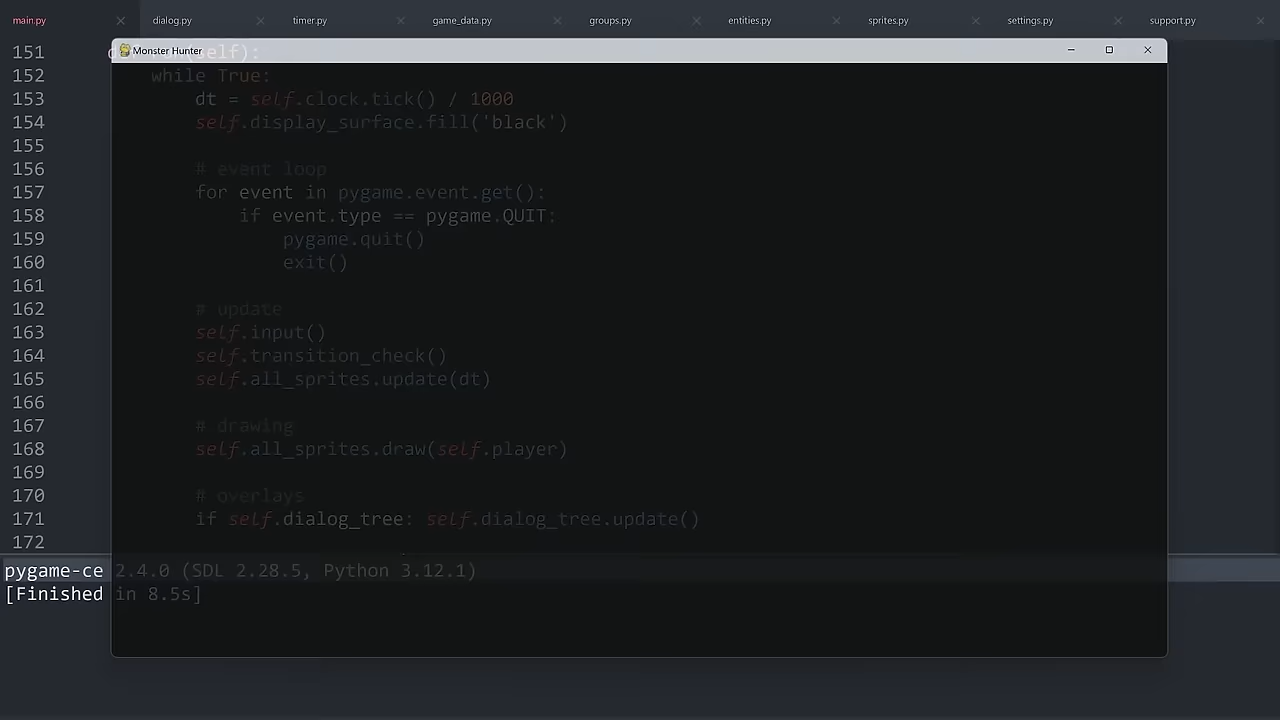 main.py dialog.py timer.py game_data.py groups.py entities.py sprites.py settings.py support.py
Monster Hunter
151 def run(self):
152 while True:
153 dt = self.clock.tick() / 1000
154 self.display_surface.fill('black')
155
156 # event loop
157 for event in pygame.event.get():
158 if event.type == pygame.QUIT:
159 pygame.quit()
160 exit()
161
162 # update
163 self.input()
164 self.transition_check()
165 self.all_sprites.update(dt)
166
167 # drawing
168 self.all_sprites.draw(self.player)
169
170 # overlays
171 if self.dialog_tree: self.dialog_tree.update()
172
pygame-ce 2.4.0 (SDL 2.28.5, Python 3.12.1)
[Finished in 8.5s]